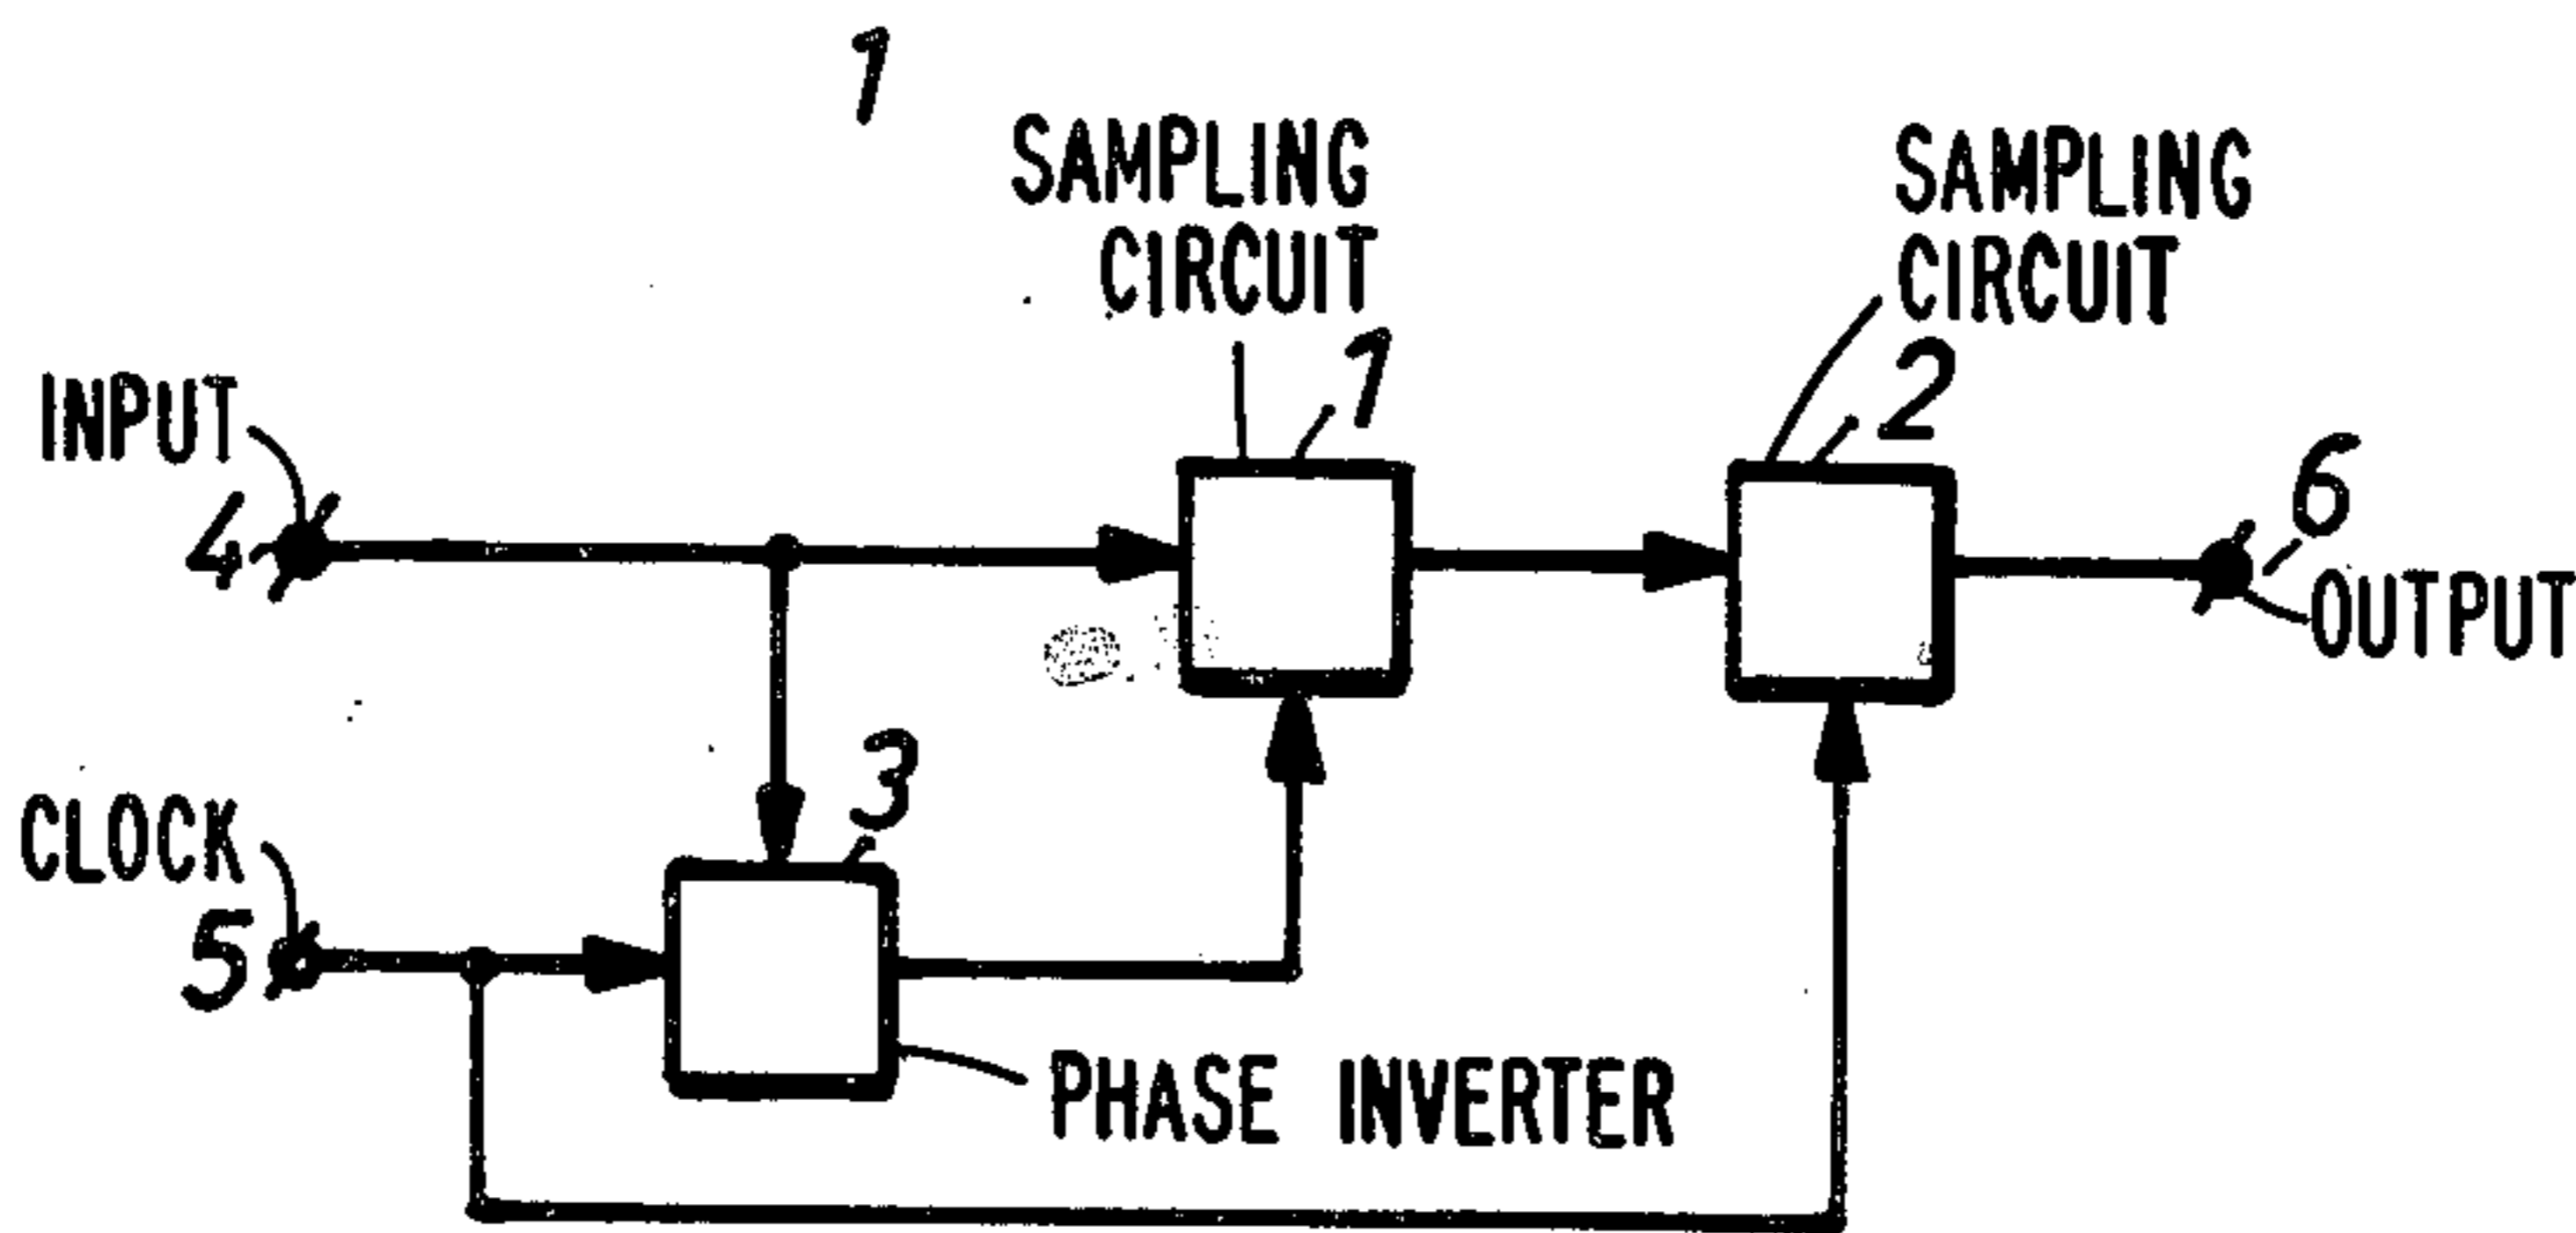 1
SAMPLING
CIRCUIT
1
SAMPLING
CIRCUIT
2
INPUT
4
6
OUTPUT
CLOCK
5
3
PHASE INVERTER